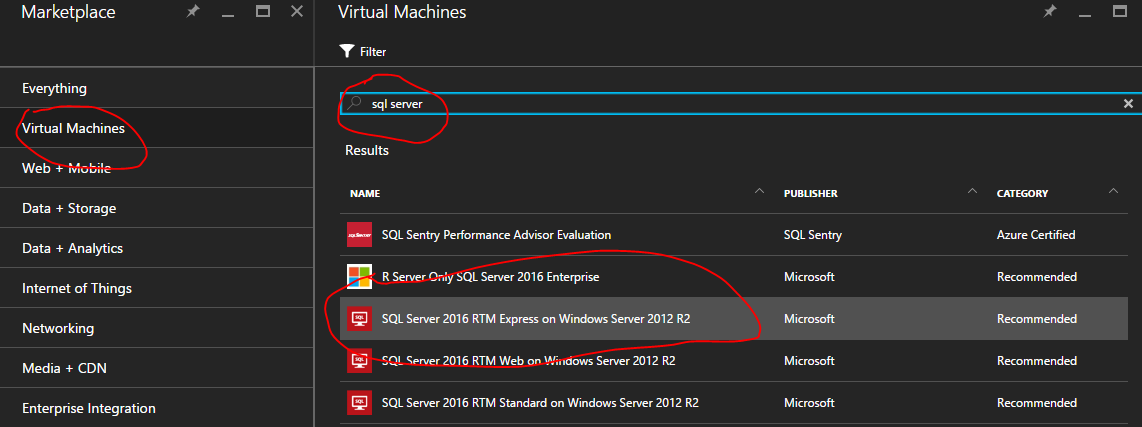 Marketplace
Everything
Virtual Machines
Web + Mobile
Data + Storage
Data + Analytics
Internet of Things
Networking
Media + CDN
Enterprise Integration
Virtual Machines
Filter
sql server
Results
NAME PUBLISHER CATEGORY
SQL Sentry Performance Advisor Evaluation SQL Sentry Azure Certified
R Server Only SQL Server 2016 Enterprise Microsoft Recommended
SQL SQL Server 2016 RTM Express on Windows Server 2012 R2 Microsoft Recommended
SQL SQL Server 2016 RTM Web on Windows Server 2012 R2 Microsoft Recommended
SQL SQL Server 2016 RTM Standard on Windows Server 2012 R2 Microsoft Recommended